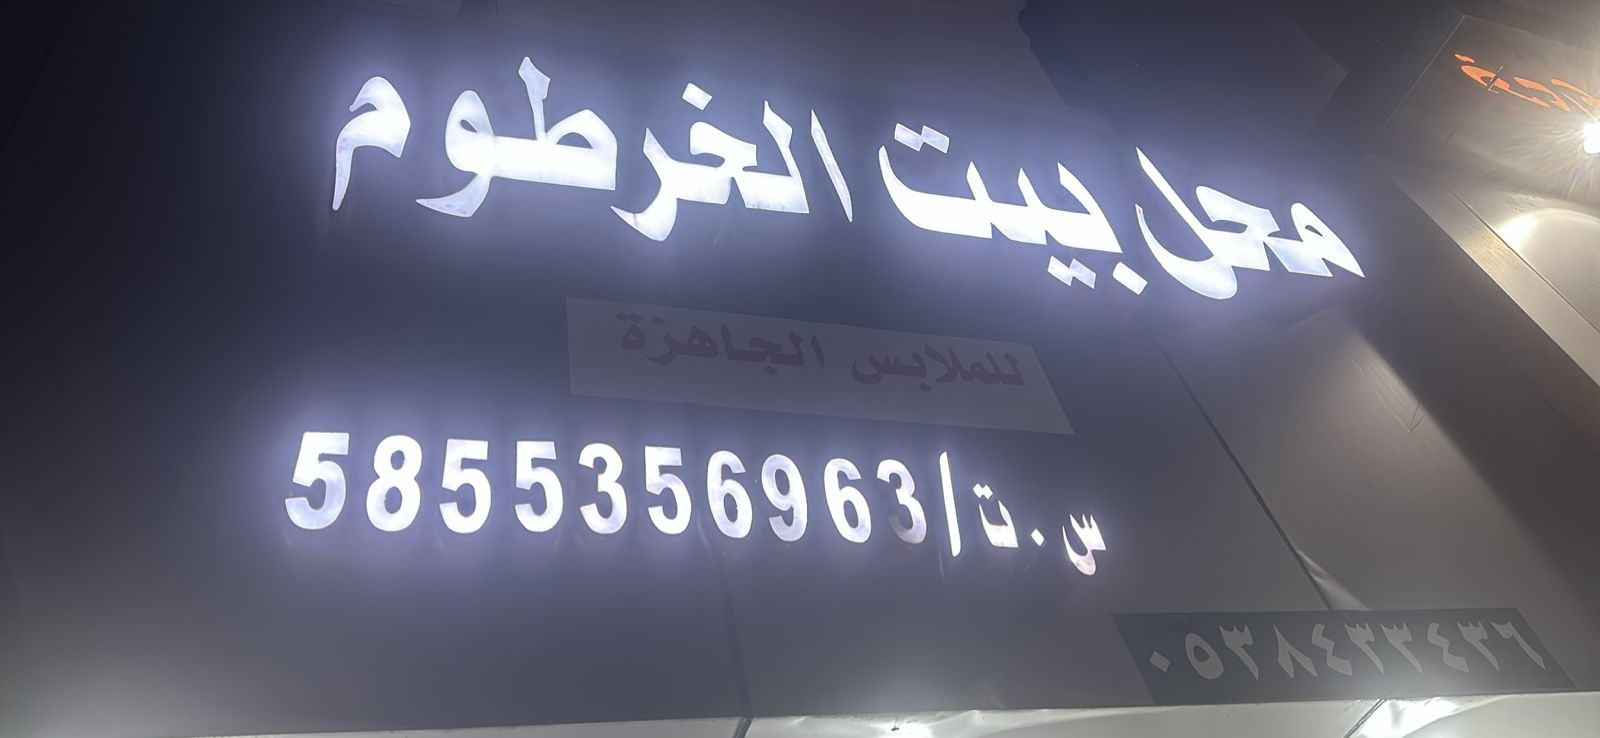 محل بيت الخرطوم
للملابس الجاهزة
س.ت/5855356963
٠٥٣٨٤٣٣٤٣٦